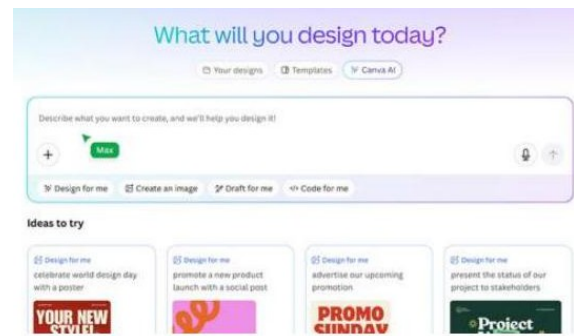 What will you design today?
Your designs Templates Canva AI
Describe what you want to create, and we'll help you design it!
Max
Design for me Create an image Draft for me Code for me
Ideas to try
Design for me Design for me Design for me Design for me
celebrate world design day promote a new product advertise our upcoming present the status of our
with a poster launch with a social post promotion project to stakeholders
YOUR NEW PROMO Project
STYLE! SUNDAY